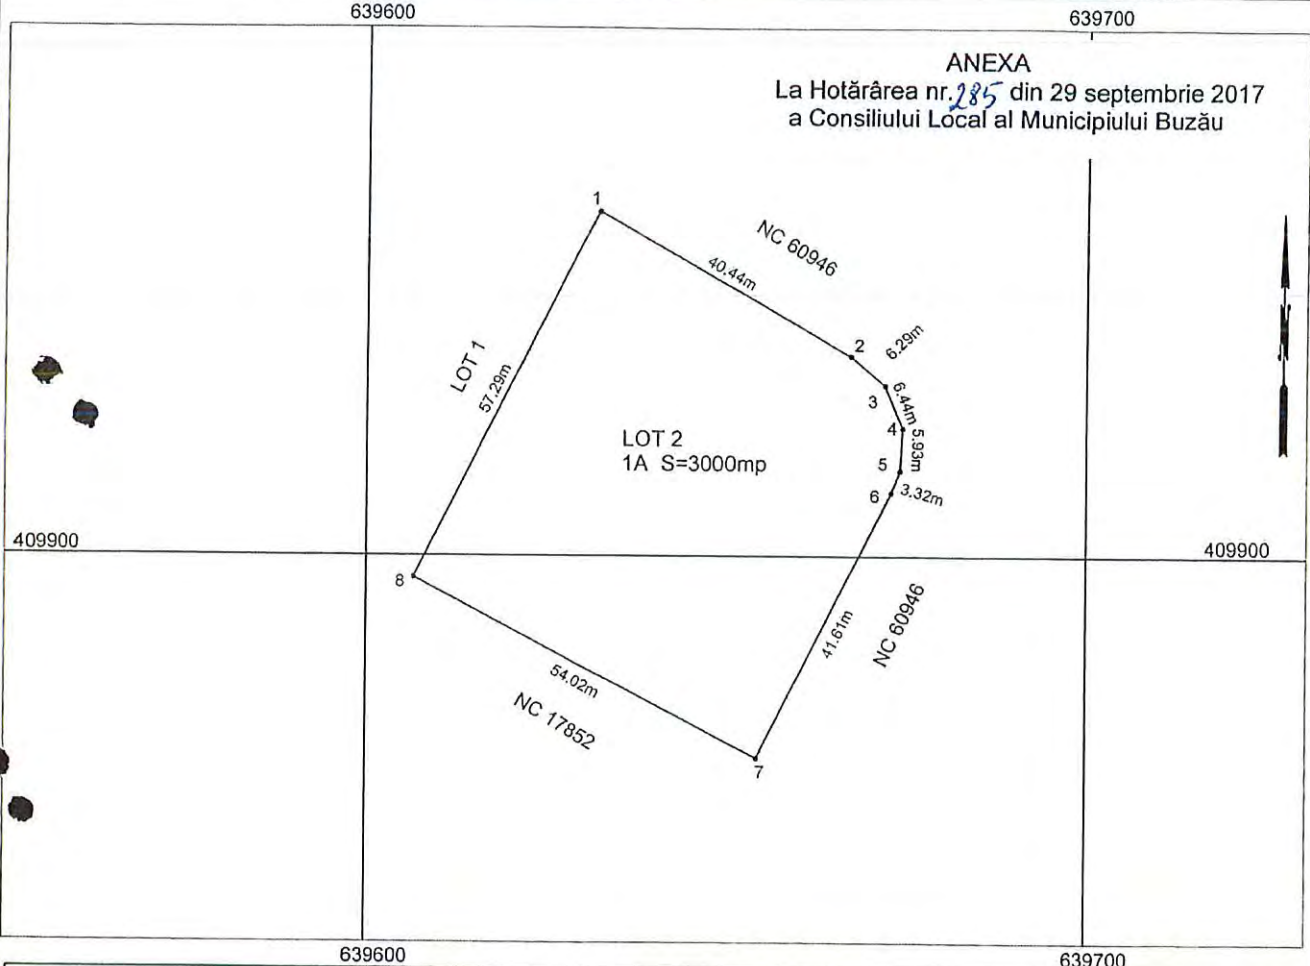 639600
639700
ANEXA
La Hotărârea nr.285 din 29 septembrie 2017
a Consiliului Local al Municipiului Buzău
1
NC 60946
40.44m
2
6.29m
LOT 1
57.29m
3
6.44m
4
5.93m
LOT 2
1A S=3000mp
5
6
3.32m
409900
409900
8
41.61m
NC 60946
54.02m
NC 17852
7
639600
639700